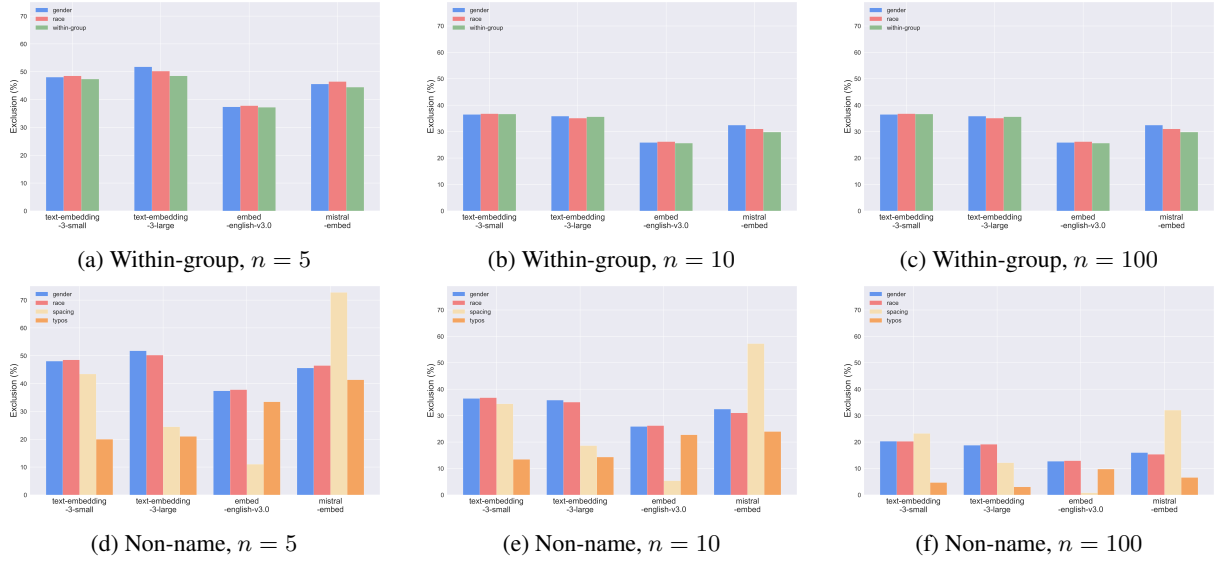 gender
race
within-group
Exclusion (%)
70
60
50
40
30
20
10
0
text-embedding
-3-small
text-embedding
-3-large
embed
-english-v3.0
mistral
-embed
(a) Within-group, n = 5
gender
race
within-group
Exclusion (%)
70
60
50
40
30
20
10
0
text-embedding
-3-small
text-embedding
-3-large
embed
-english-v3.0
mistral
-embed
(b) Within-group, n = 10
gender
race
within-group
Exclusion (%)
70
60
50
40
30
20
10
0
text-embedding
-3-small
text-embedding
-3-large
embed
-english-v3.0
mistral
-embed
(c) Within-group, n = 100
gender
race
spacing
typos
Exclusion (%)
70
60
50
40
30
20
10
0
text-embedding
-3-small
text-embedding
-3-large
embed
-english-v3.0
mistral
-embed
(d) Non-name, n = 5
gender
race
spacing
typos
Exclusion (%)
70
60
50
40
30
20
10
0
text-embedding
-3-small
text-embedding
-3-large
embed
-english-v3.0
mistral
-embed
(e) Non-name, n = 10
gender
race
spacing
typos
Exclusion (%)
70
60
50
40
30
20
10
0
text-embedding
-3-small
text-embedding
-3-large
embed
-english-v3.0
mistral
-embed
(f) Non-name, n = 100